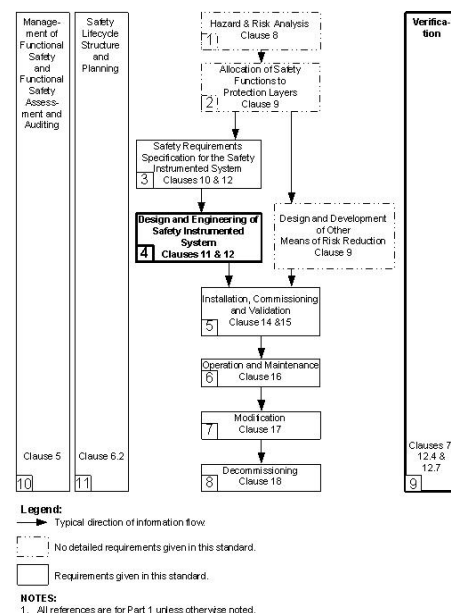 Manage-
ment of
Functional
Safety
and
Functional
Safety
Assess-
ment and
Auditing
Clause 5
10
Safety
Lifecycle
Structure
and
Planning
Clause 6.2
11
Hazard & Risk Analysis
Clause 8
1
Allocation of Safety
Functions to
Protection Layers
Clause 9
2
Safety Requirements
Specification for the Safety
Instrumented System
Clauses 10 & 12
3
Design and Engineering of
Safety Instrumented
System
Clauses 11 & 12
4
Design and Development
of Other
Means of Risk Reduction
Clause 9
Installation, Commissioning
and Validation
Clause 14 &15
5
Operation and Maintenance
Clause 16
6
Modification
Clause 17
7
Decommissioning
Clause 18
8
Verifica-
tion
Clauses 7,
12.4 &
12.7
9
Legend:
Typical direction of information flow.
No detailed requirements given in this standard.
Requirements given in this standard.
NOTES:
1. All references are for Part 1 unless otherwise noted.